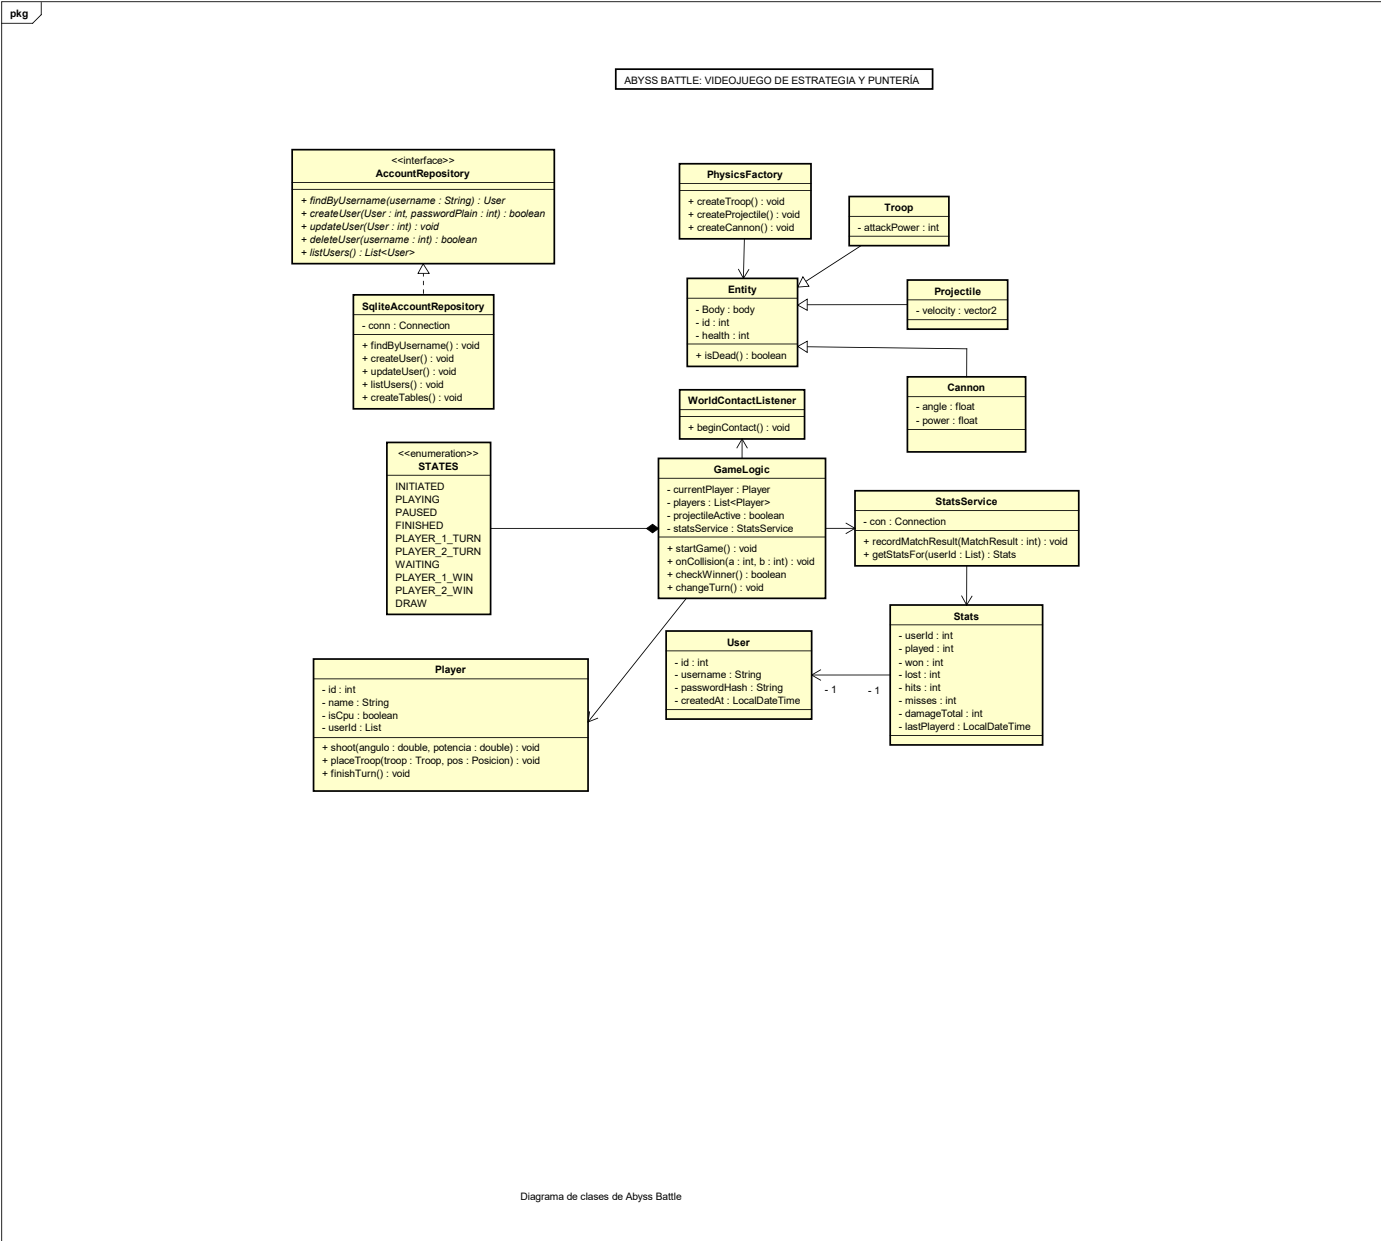 pkg
ABYSS BATTLE: VIDEOJUEGO DE ESTRATEGIA Y PUNTERÍA
<<interface>>
AccountRepository
+ findByUsername(username : String) : User
+ createUser(User : int, passwordPlain : int) : boolean
+ updateUser(User : int) : void
+ deleteUser(username : int) : boolean
+ listUsers() : List<User>
SqliteAccountRepository
- conn : Connection
+ findByUsername() : void
+ createUser() : void
+ updateUser() : void
+ listUsers() : void
+ createTables() : void
PhysicsFactory
+ createTroop() : void
+ createProjectile() : void
+ createCannon() : void
Troop
- attackPower : int
Entity
- Body : body
- id : int
- health : int
+ isDead() : boolean
Projectile
- velocity : vector2
Cannon
- angle : float
- power : float
WorldContactListener
+ beginContact() : void
<<enumeration>>
STATES
INITIATED
PLAYING
PAUSED
FINISHED
PLAYER_1_TURN
PLAYER_2_TURN
WAITING
PLAYER_1_WIN
PLAYER_2_WIN
DRAW
GameLogic
- currentPlayer : Player
- players : List<Player>
- projectileActive : boolean
- statsService : StatsService
+ startGame() : void
+ onCollision(a : int, b : int) : void
+ checkWinner() : boolean
+ changeTurn() : void
StatsService
- con : Connection
+ recordMatchResult(MatchResult : int) : void
+ getStatsFor(userId : List) : Stats
Stats
- userId : int
- played : int
- won : int
- lost : int
- hits : int
- misses : int
- damageTotal : int
- lastPlayerd : LocalDateTime
User
- id : int
- username : String
- passwordHash : String
- createdAt : LocalDateTime
- 1
- 1
Player
- id : int
- name : String
- isCpu : boolean
- userId : List
+ shoot(angulo : double, potencia : double) : void
+ placeTroop(troop : Troop, pos : Posicion) : void
+ finishTurn() : void
Diagrama de clases de Abyss Battle